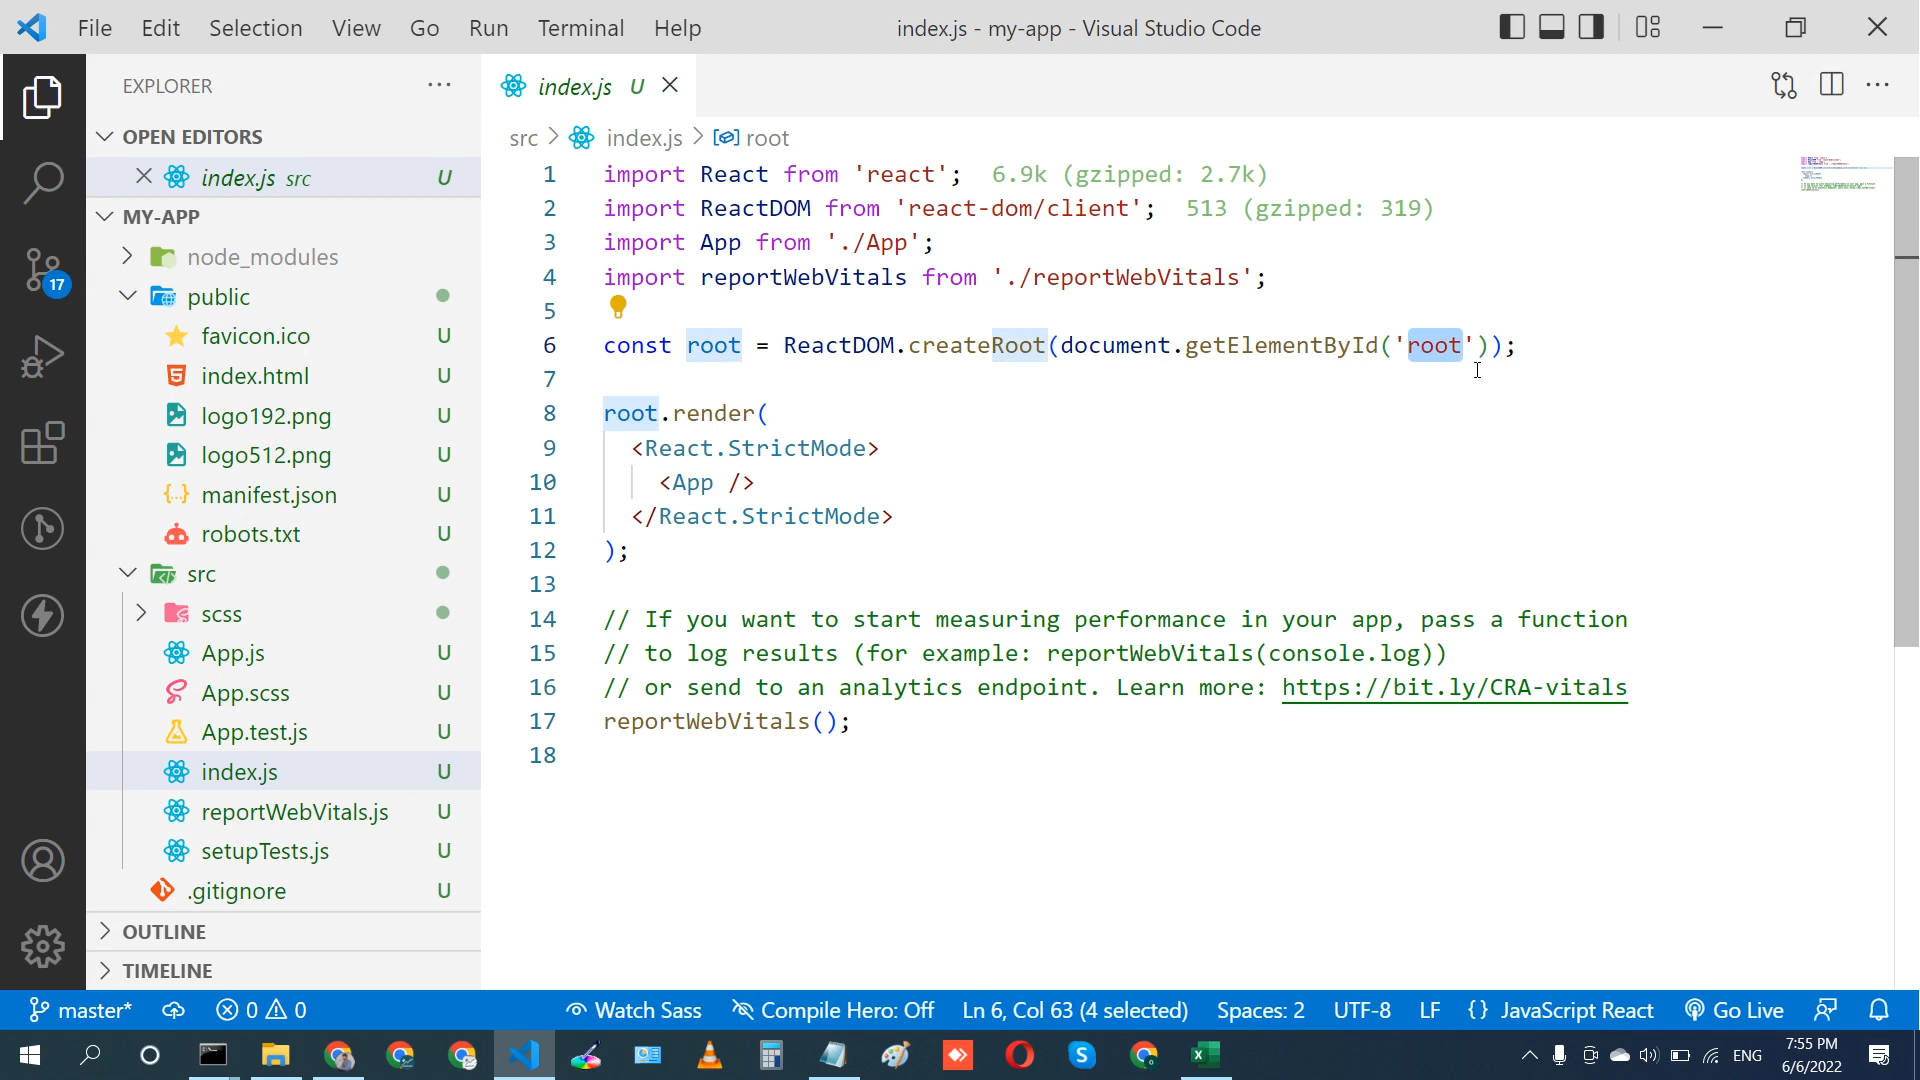 File Edit Selection View Go Run Terminal Help index.js - my-app - Visual Studio Code
EXPLORER
OPEN EDITORS
index.js src U
MY-APP
node_modules
public
favicon.ico U
index.html U
logo192.png U
logo512.png U
manifest.json U
robots.txt U
src
scss
App.js U
App.scss U
App.test.js U
index.js U
reportWebVitals.js U
setupTests.js U
.gitignore U
OUTLINE
TIMELINE
17
index.js U
src > index.js > root
1 import React from 'react'; 6.9k (gzipped: 2.7k)
2 import ReactDOM from 'react-dom/client'; 513 (gzipped: 319)
3 import App from './App';
4 import reportWebVitals from './reportWebVitals';
5
6 const root = ReactDOM.createRoot(document.getElementById('root'));
7
8 root.render(
9 <React.StrictMode>
10 <App />
11 </React.StrictMode>
12 );
13
14 // If you want to start measuring performance in your app, pass a function
15 // to log results (for example: reportWebVitals(console.log))
16 // or send to an analytics endpoint. Learn more: https://bit.ly/CRA-vitals
17 reportWebVitals();
18
master* 0 0 Watch Sass Compile Hero: Off Ln 6, Col 63 (4 selected) Spaces: 2 UTF-8 LF {} JavaScript React Go Live
ENG 7:55 PM
6/6/2022